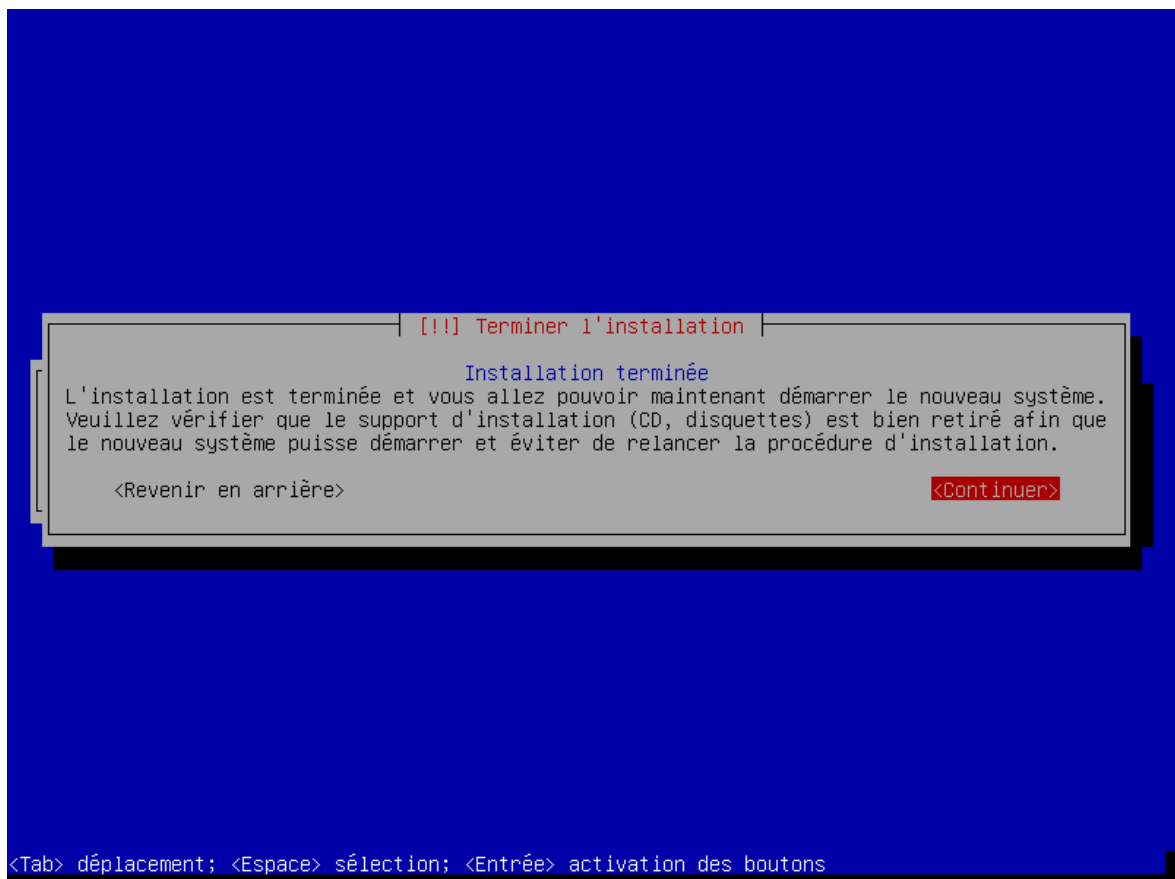 [!!] Terminer l'installation
Installation terminée
L'installation est terminée et vous allez pouvoir maintenant démarrer le nouveau système.
Veuillez vérifier que le support d'installation (CD, disquettes) est bien retiré afin que
le nouveau système puisse démarrer et éviter de relancer la procédure d'installation.
<Revenir en arrière> <Continuer>
<Tab> déplacement; <Espace> sélection; <Entrée> activation des boutons